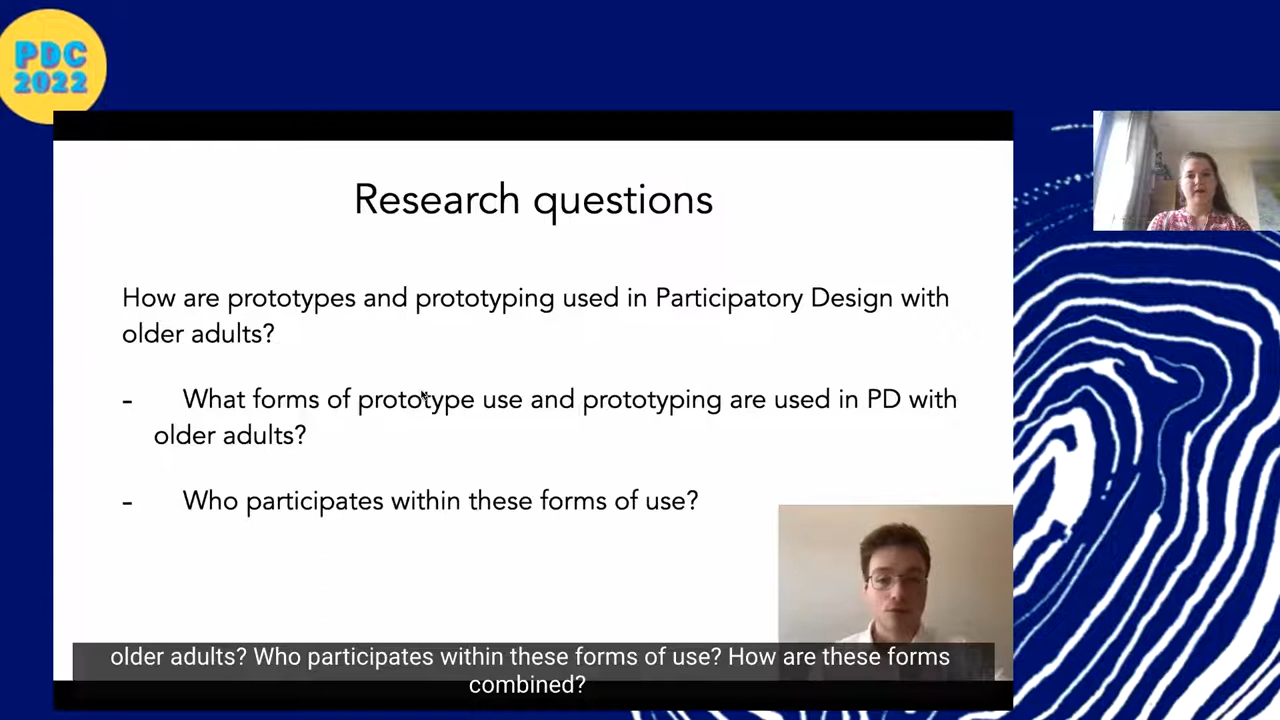 PDC
2022
Research questions
How are prototypes and prototyping used in Participatory Design with
older adults?
- What forms of prototype use and prototyping are used in PD with
older adults?
- Who participates within these forms of use?
older adults? Who participates within these forms of use? How are these forms
combined?